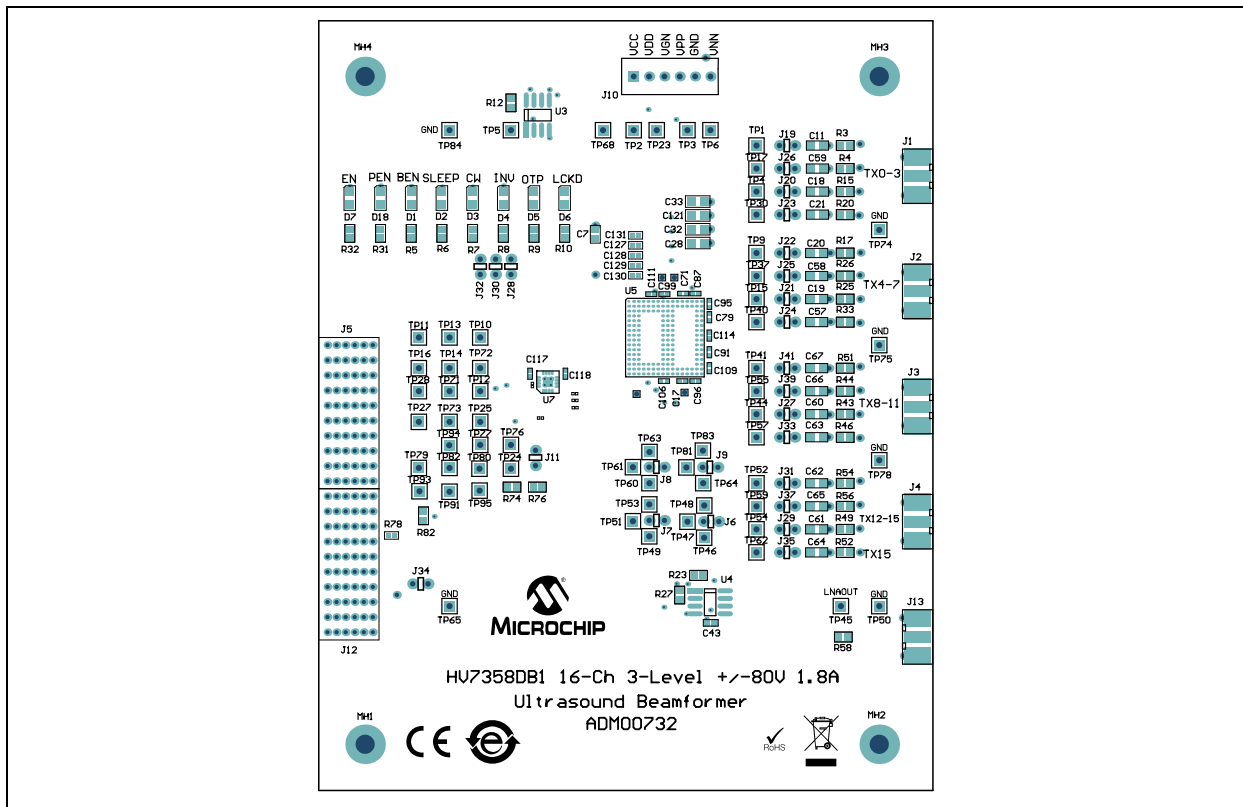 MH4
VCC VDD VGN VPP GND VNN
MH3
J10
R12
U3
GND
TP84
TP5
TP68 TP2 TP23 TP3 TP6
TP1 J19 C11 R3 J1
TP17 J26 C59 R4
TX0-3
TP4 J20 C18 R15
TP30 J23 C21 R20
GND
TP74
EN PEN BEN SLEEP CW INV OTP LCKD
D7 D18 D1 D2 D3 D4 D5 D6
R32 R31 R5 R6 R7 R8 R9 R10
C7
C33
C121
C32
C28
C131
C127
C128
C129
C130
J32 J30 J28
TP9 J22 C20 R17 J2
TP37 J25 C58 R26
TX4-7
TP15 J21 C19 R25
TP40 J24 C57 R33
GND
TP75
C111 C99 C71 C87
U5
C95
C79
C114
C91
C109
C106 C17 C96
J5
TP11 TP13 TP10
TP16 TP14 TP72
TP28 TP71 TP12
TP27 TP73 TP25
TP94 TP77 TP76
TP79 TP82 TP80 TP24
J11
TP93
TP91 TP95 R74 R76
C117
C118
U7
TP41 J41 C67 R51 J3
TP55 J39 C66 R44
TX8-11
TP44 J27 C60 R43
TP57 J33 C63 R46
GND
TP78
TP63 TP83
TP61 TP81 J9
J8
TP60 TP64
TP53 TP48
TP51 J7 TP47 J6
TP49 TP46
TP52 J31 C62 R54 J4
TP59 J37 C65 R56
TX12-15
TP54 J29 C61 R49
TP62 J35 C64 R52
TX15
R78
R82
J34
GND
TP65
J12
R23 U4
R27
C43
LNAOUT
TP45
R58
GND
TP50
J13
®
MICROCHIP
HV7358DB1 16-Ch 3-Level +/-80V 1.8A
Ultrasound Beamformer
ADM00732
MH1
CE
e
RoHS
MH2